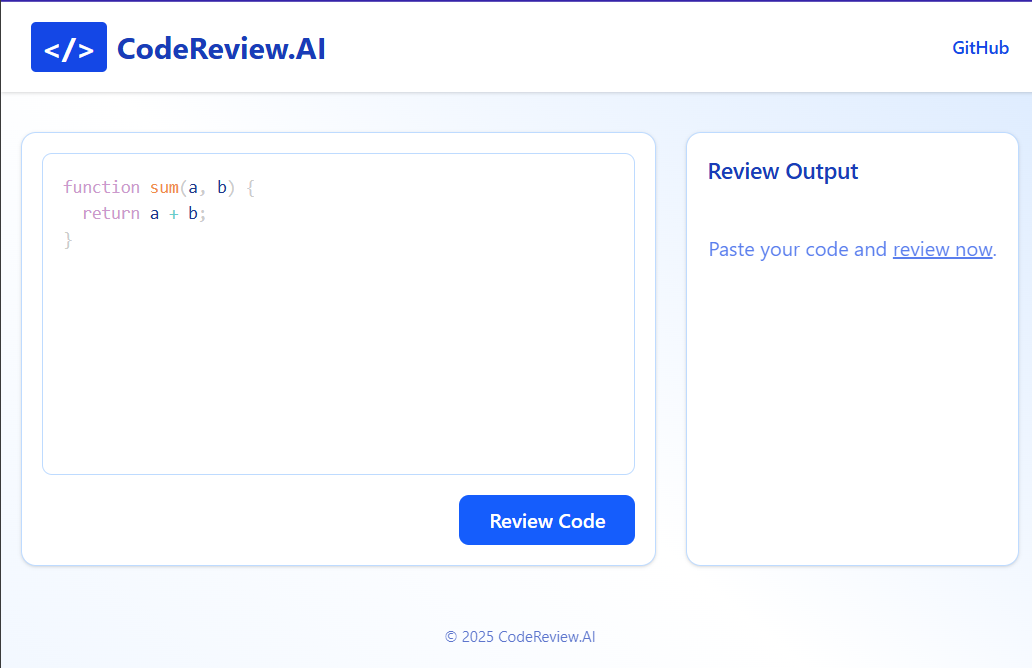 </> CodeReview.AI
GitHub
function sum(a, b) {
  return a + b;
}
Review Code
Review Output
Paste your code and review now.
© 2025 CodeReview.AI